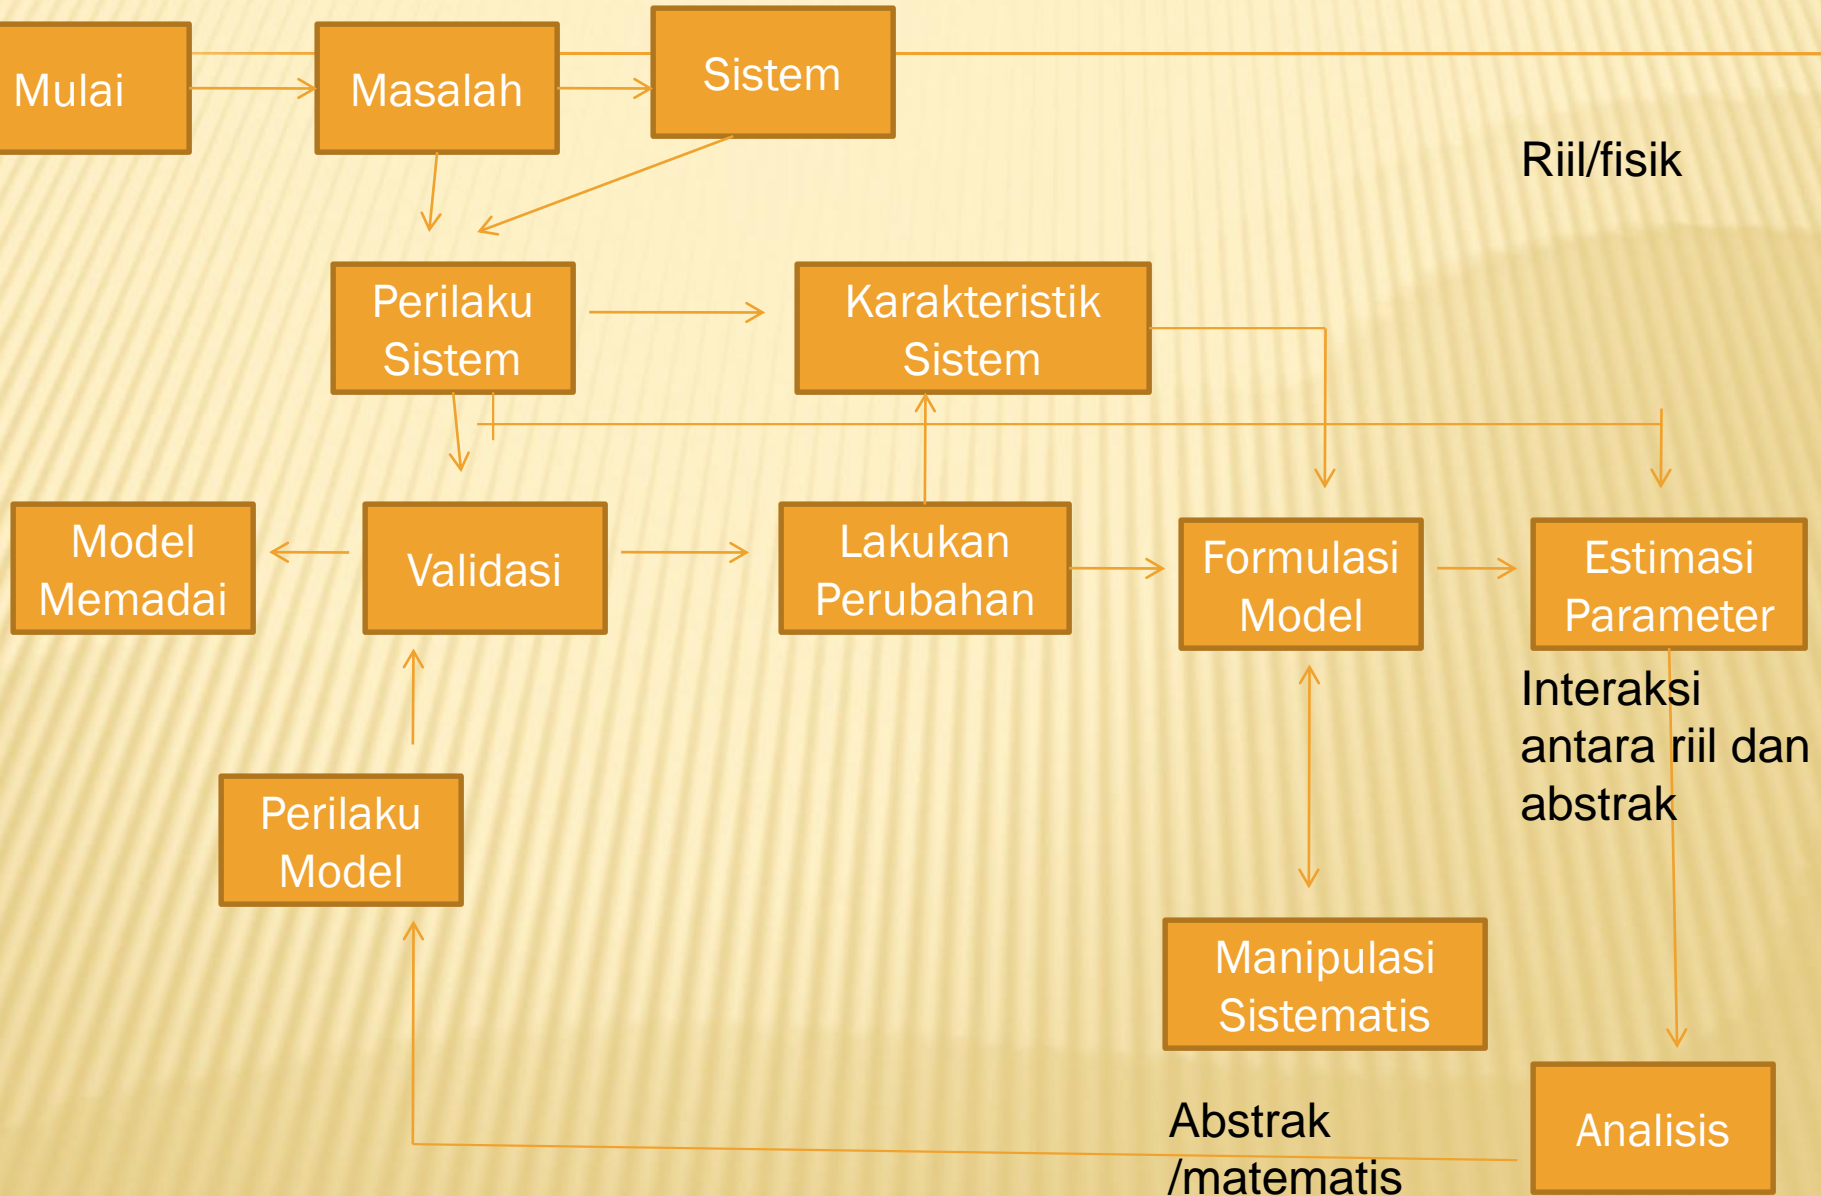 Mulai
Masalah
Sistem
Riil/fisik
Perilaku
Sistem
Karakteristik
Sistem
Model
Memadai
Validasi
Lakukan
Perubahan
Formulasi
Model
Estimasi
Parameter
Interaksi
antara riil dan
abstrak
Perilaku
Model
Manipulasi
Sistematis
Abstrak
/matematis
Analisis